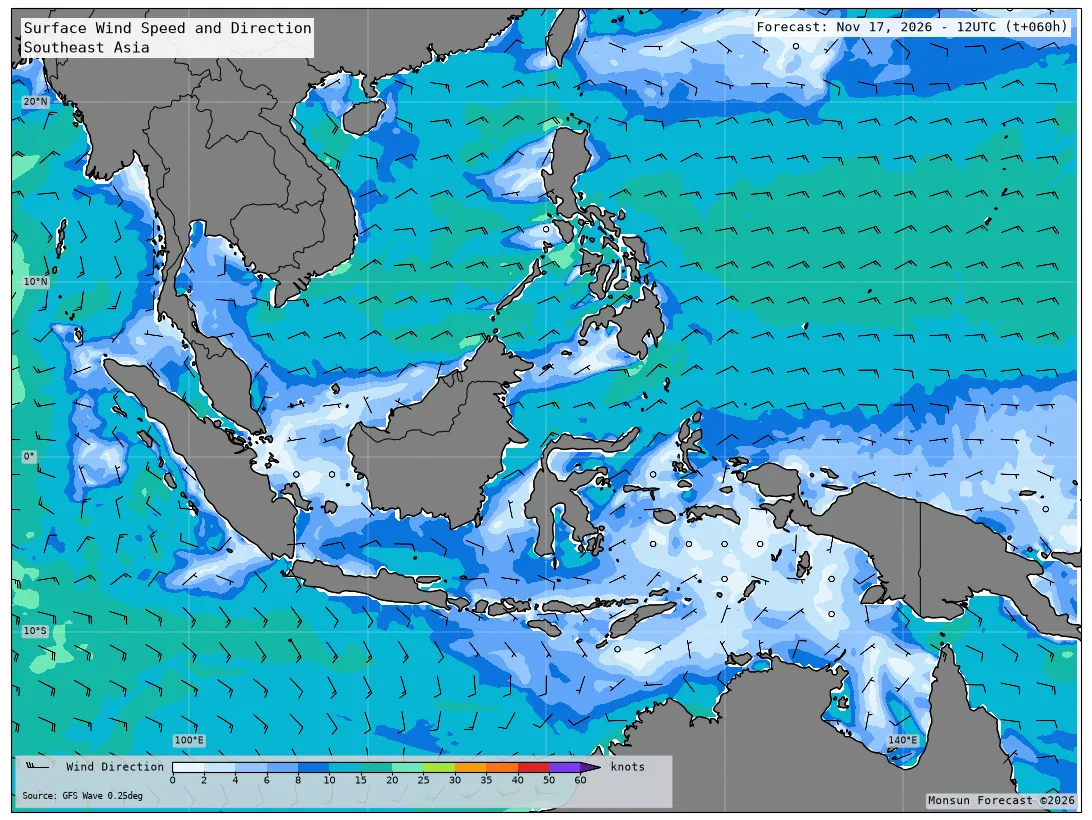 Surface Wind Speed and Direction
Southeast Asia
Forecast: Nov 17, 2026 - 12UTC (t+060h)
20°N
10°N
0°
10°S
100°E
140°E
Wind Direction
0 2 4 6 8 10 15 20 25 30 35 40 50 60
knots
Source: GFS Wave 0.25deg
Monsun Forecast ©2026